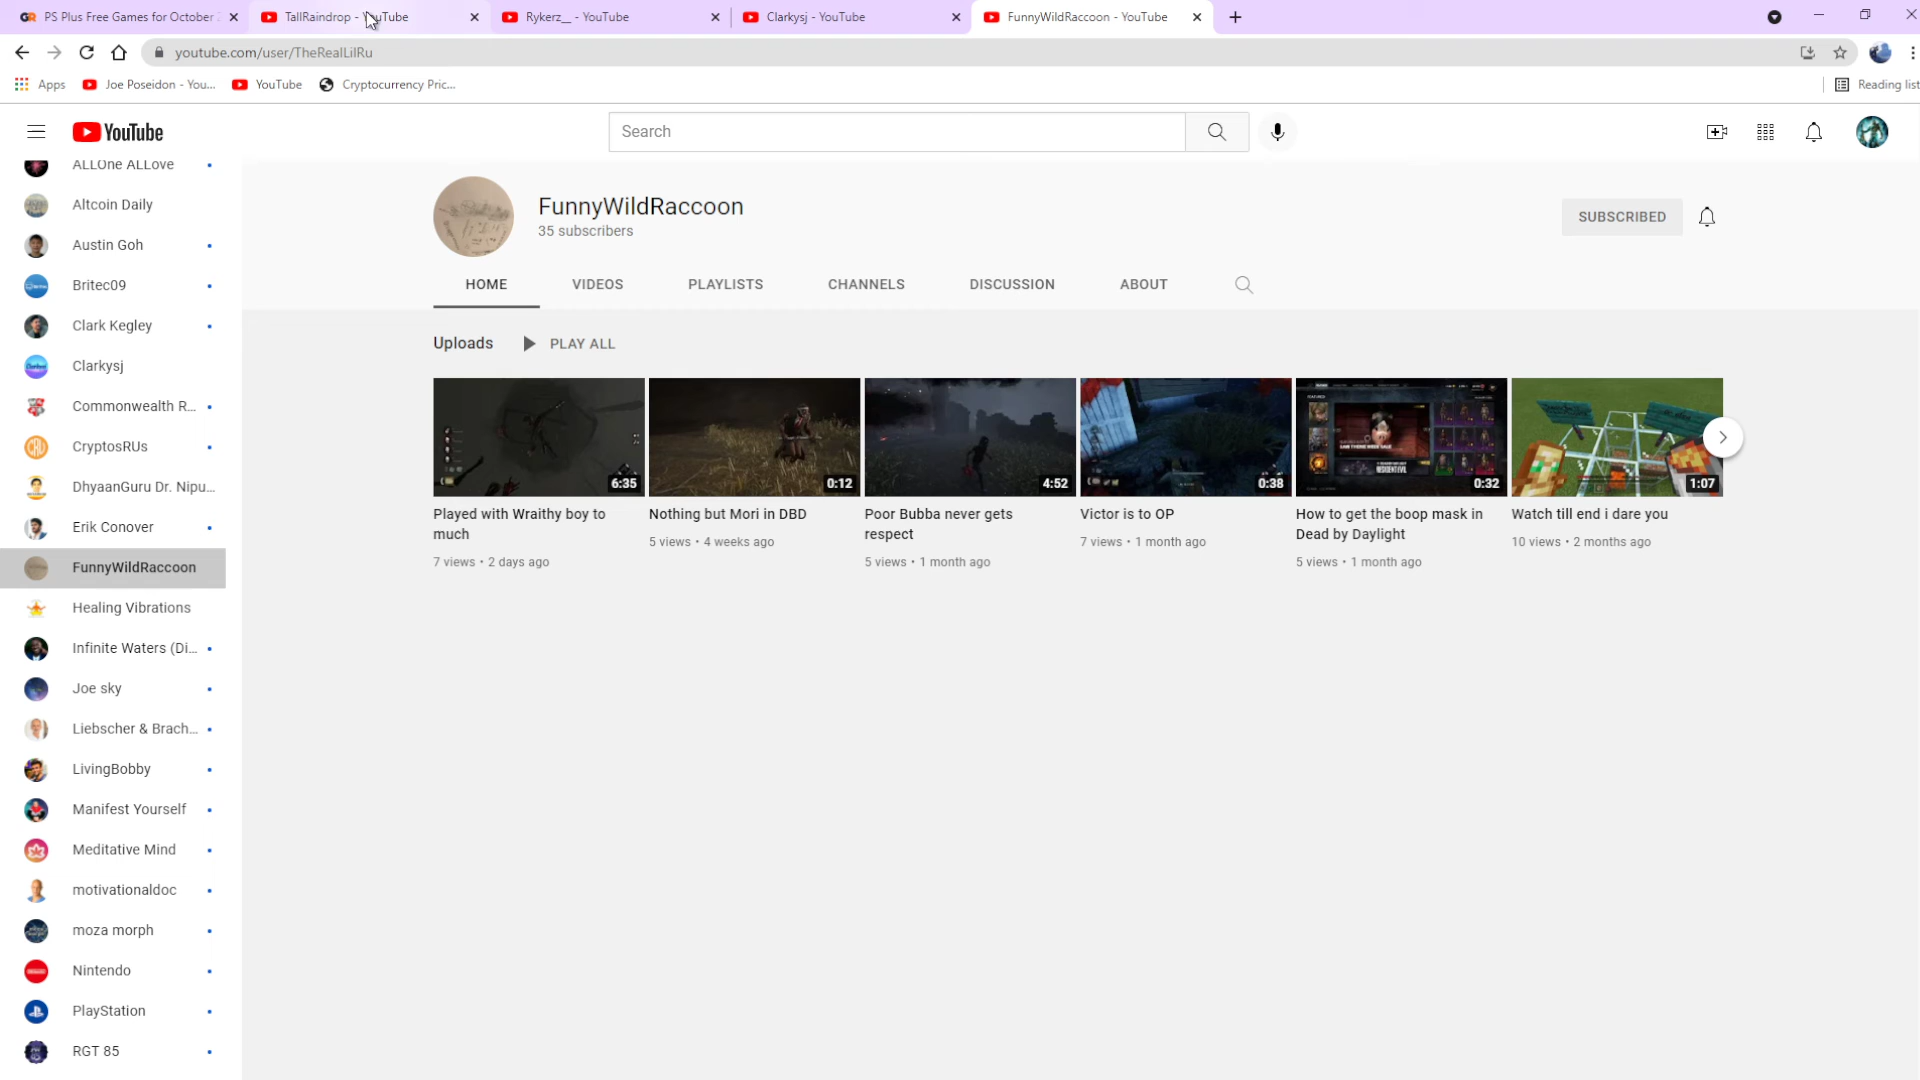 PS Plus Free Games for October
TallRaindrop - YouTube
Rykerz__ - YouTube
Clarkysj - YouTube
FunnyWildRaccoon - YouTube
youtube.com/user/TheRealLilRu
Apps
Joe Poseidon - You...
YouTube
Cryptocurrency Pric...
Reading list
YouTube
Search
ALLOne ALLove
Altcoin Daily
Austin Goh
Britec09
Clark Kegley
Clarkysj
Commonwealth R...
CryptosRUs
DhyaanGuru Dr. Nipu...
Erik Conover
FunnyWildRaccoon
Healing Vibrations
Infinite Waters (Di...
Joe sky
Liebscher & Brach...
LivingBobby
Manifest Yourself
Meditative Mind
motivationaldoc
moza morph
Nintendo
PlayStation
RGT 85
FunnyWildRaccoon
35 subscribers
SUBSCRIBED
HOME VIDEOS PLAYLISTS CHANNELS DISCUSSION ABOUT
Uploads PLAY ALL
6:35
Played with Wraithy boy to
much
7 views • 2 days ago
0:12
Nothing but Mori in DBD
5 views • 4 weeks ago
4:52
Poor Bubba never gets
respect
5 views • 1 month ago
0:38
Victor is to OP
7 views • 1 month ago
0:32
How to get the boop mask in
Dead by Daylight
5 views • 1 month ago
1:07
Watch till end i dare you
10 views • 2 months ago